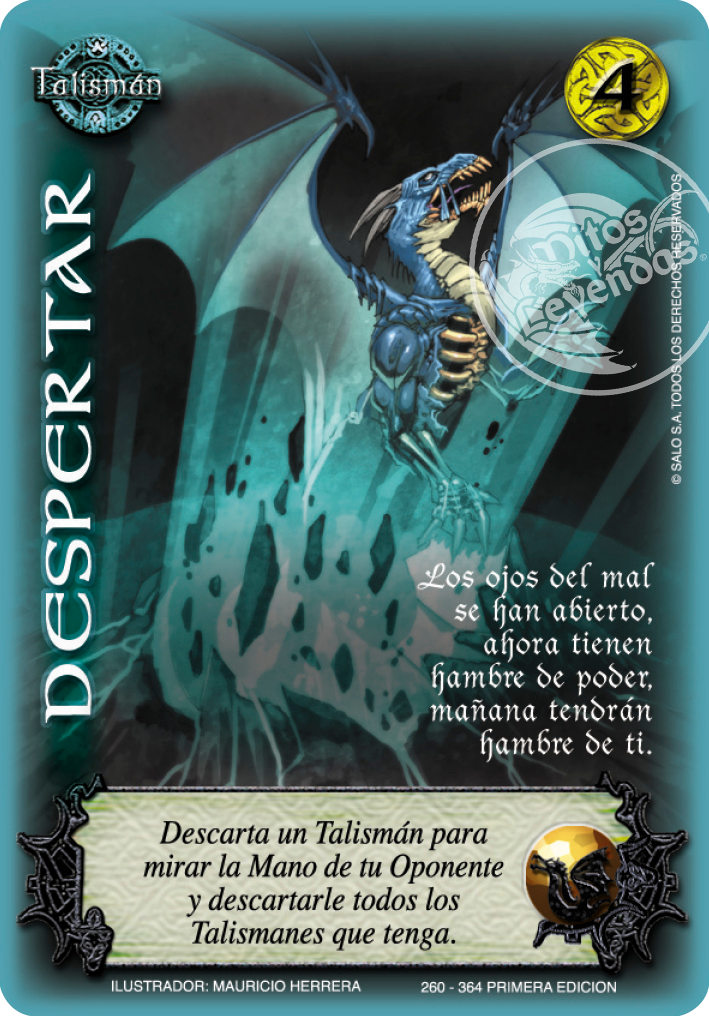 Talismán
4
DESPERTAR
Mitos
Leyendas
®
© SALO S.A. TODOS LOS DERECHOS RESERVADOS
Los ojos del mal
se han abierto,
ahora tienen
hambre de poder,
mañana tendrán
hambre de ti.
Descarta un Talismán para
mirar la Mano de tu Oponente
y descartarle todos los
Talismanes que tenga.
ILUSTRADOR: MAURICIO HERRERA
260 - 364 PRIMERA EDICION